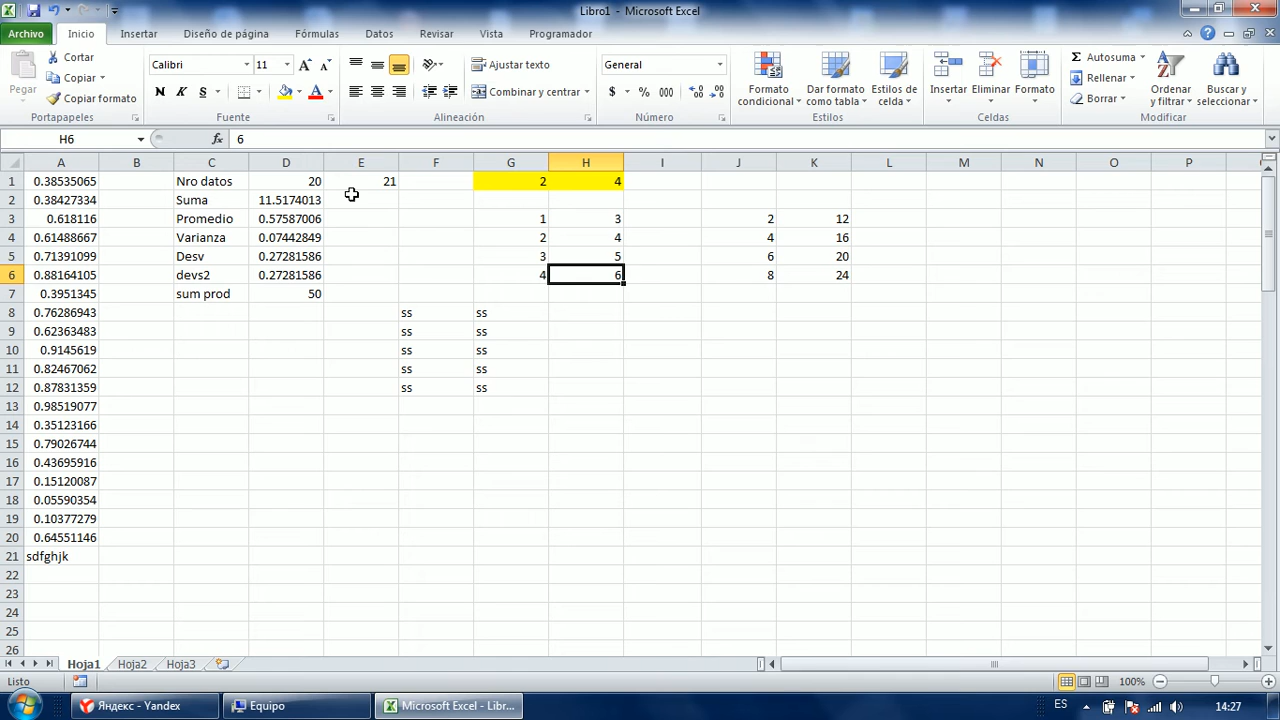 Libro1 - Microsoft Excel
Archivo Inicio Insertar Diseño de página Fórmulas Datos Revisar Vista Programador
Pegar
Cortar
Copiar
Copiar formato
Portapapeles
Calibri 11
N K S
Fuente
Ajustar texto
Combinar y centrar
Alineación
General
$ % 000
Número
Formato condicional
Dar formato como tabla
Estilos de celda
Estilos
Insertar Eliminar Formato
Celdas
Autosuma
Rellenar
Borrar
Ordenar y filtrar
Buscar y seleccionar
Modificar
H6 fx 6
A B C D E F G H I J K L M N O P
1 0.38535065 Nro datos 20 21 2 4
2 0.38427334 Suma 11.5174013
3 0.618116 Promedio 0.57587006 1 3 2 12
4 0.61488667 Varianza 0.07442849 2 4 4 16
5 0.71391099 Desv 0.27281586 3 5 6 20
6 0.88164105 devs2 0.27281586 4 6 8 24
7 0.3951345 sum prod 50
8 0.76286943 ss ss
9 0.62363483 ss ss
10 0.9145619 ss ss
11 0.82467062 ss ss
12 0.87831359 ss ss
13 0.98519077
14 0.35123166
15 0.79026744
16 0.43695916
17 0.15120087
18 0.05590354
19 0.10377279
20 0.64551146
21 sdfghjk
22
23
24
25
26
Hoja1 Hoja2 Hoja3
Listo 100%
Яндекс - Yandex Equipo Microsoft Excel - Libr... ES 14:27